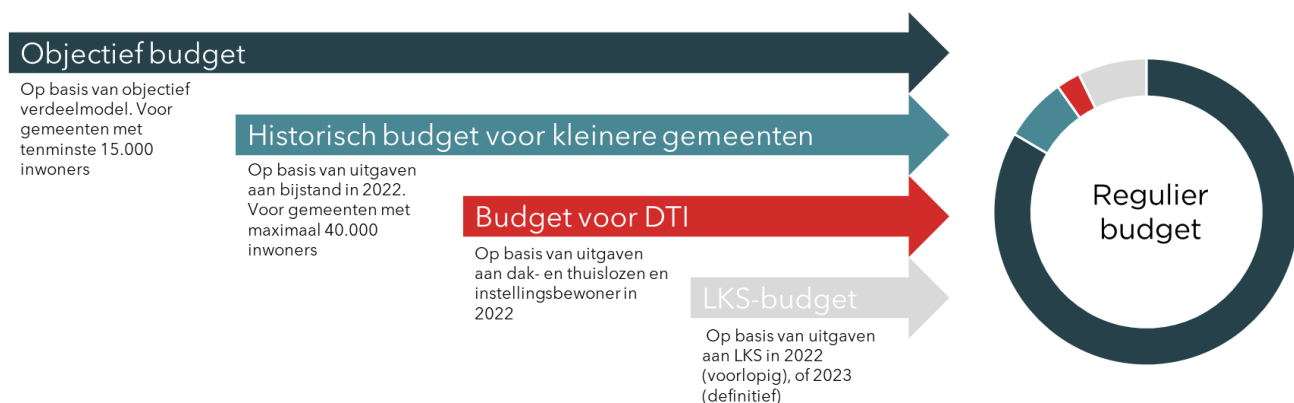 Objectief budget
Op basis van objectief
verdeelmodel. Voor
gemeenten met
tenminste 15.000
inwoners
Historisch budget voor kleinere gemeenten
Op basis van uitgaven
aan bijstand in 2022.
Voor gemeenten met
maximaal 40.000
inwoners
Budget voor DTI
Op basis van uitgaven
aan dak- en thuislozen en
instellingsbewoner in
2022
LKS-budget
Op basis van uitgaven
aan LKS in 2022
(voorlopig), of 2023
(definitief)
Regulier
budget